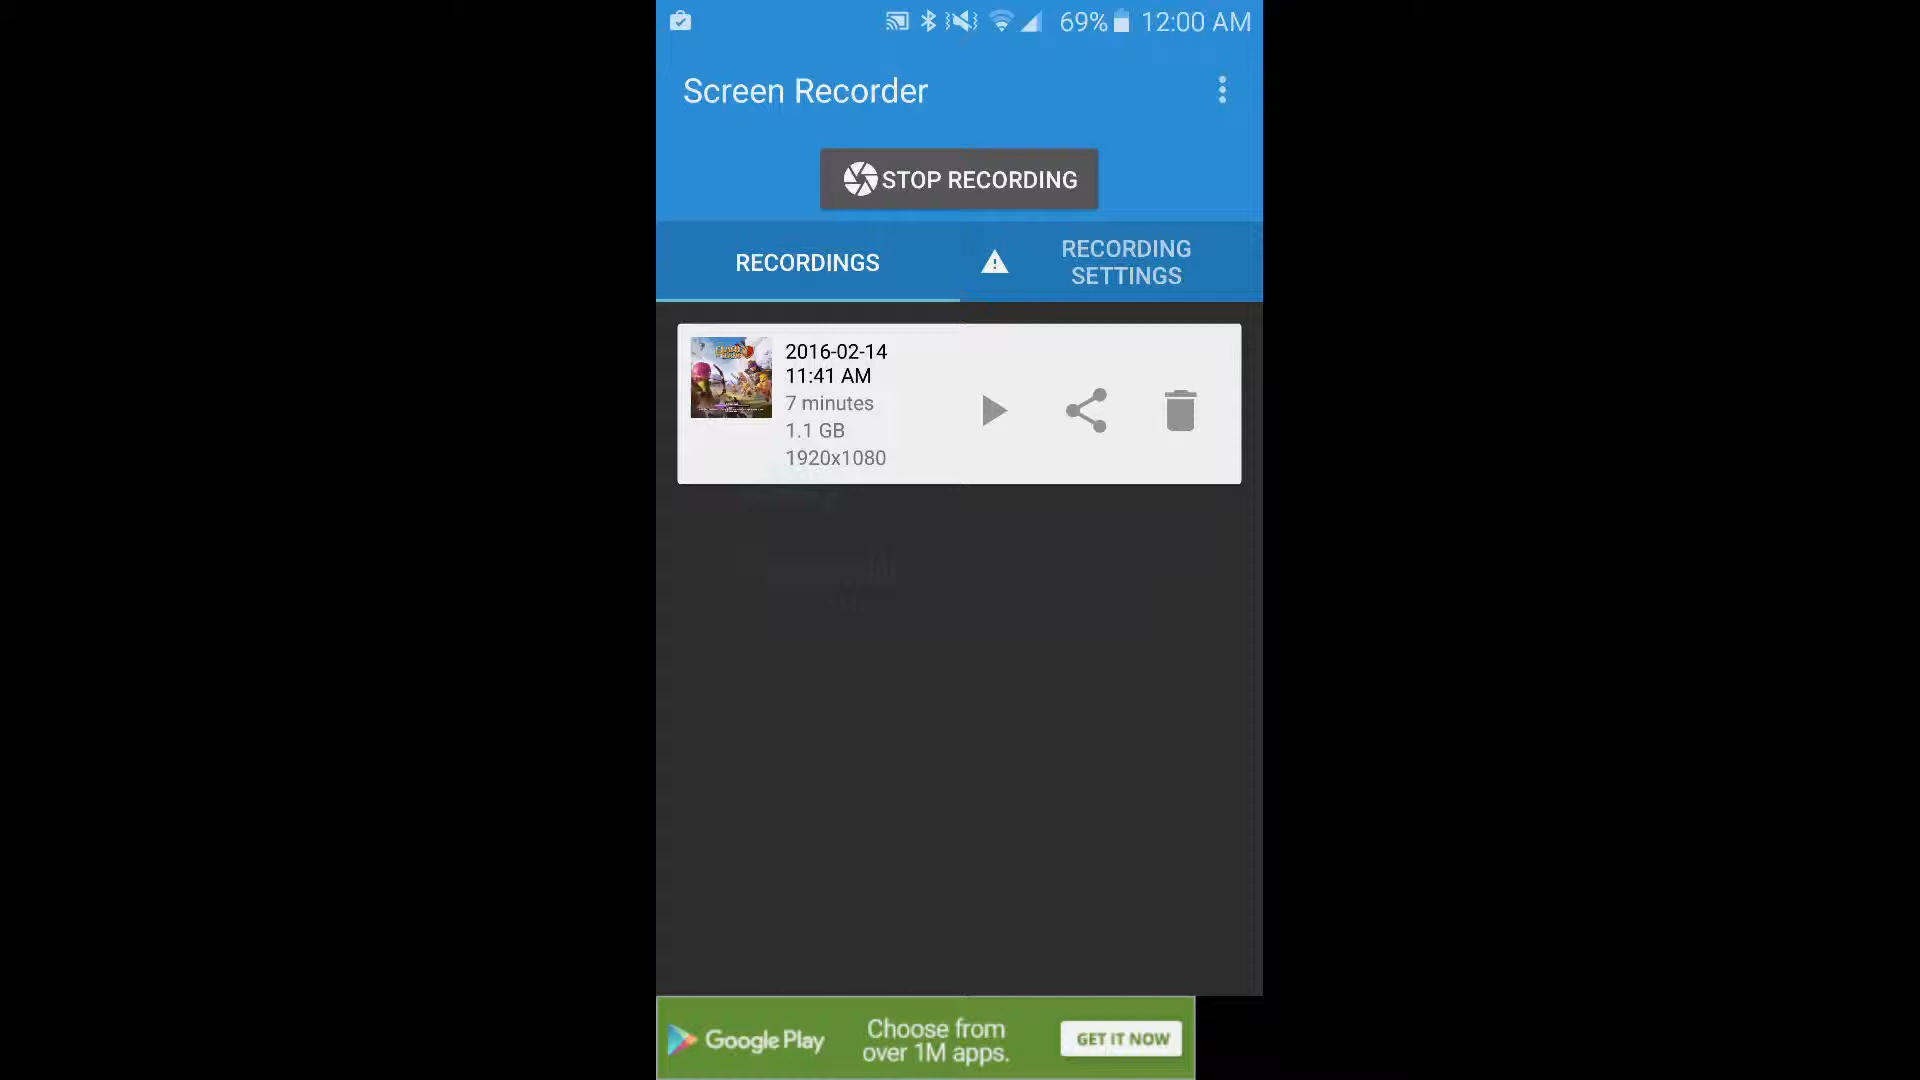 69% 12:00 AM
Screen Recorder
STOP RECORDING
RECORDINGS
RECORDING
SETTINGS
2016-02-14
11:41 AM
7 minutes
1.1 GB
1920x1080
Google Play
Choose from
over 1M apps.
GET IT NOW